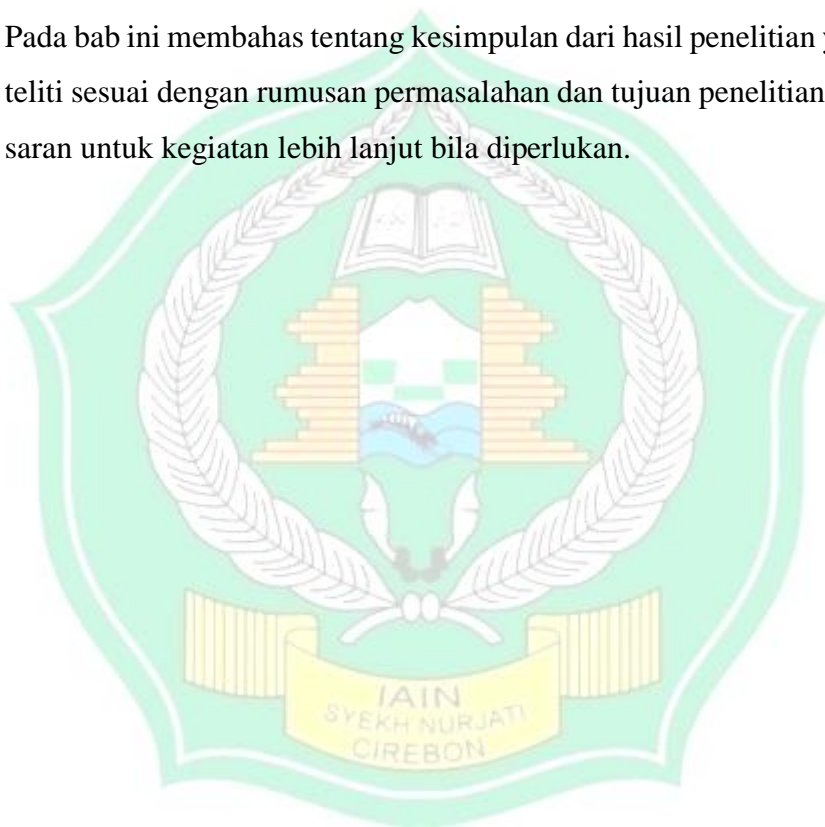 Pada bab ini membahas tentang kesimpulan dari hasil penelitian
teliti sesuai dengan rumusan permasalahan dan tujuan penelitian
saran untuk kegiatan lebih lanjut bila diperlukan.
IAIN
SYEKH NURJATI
CIREBON